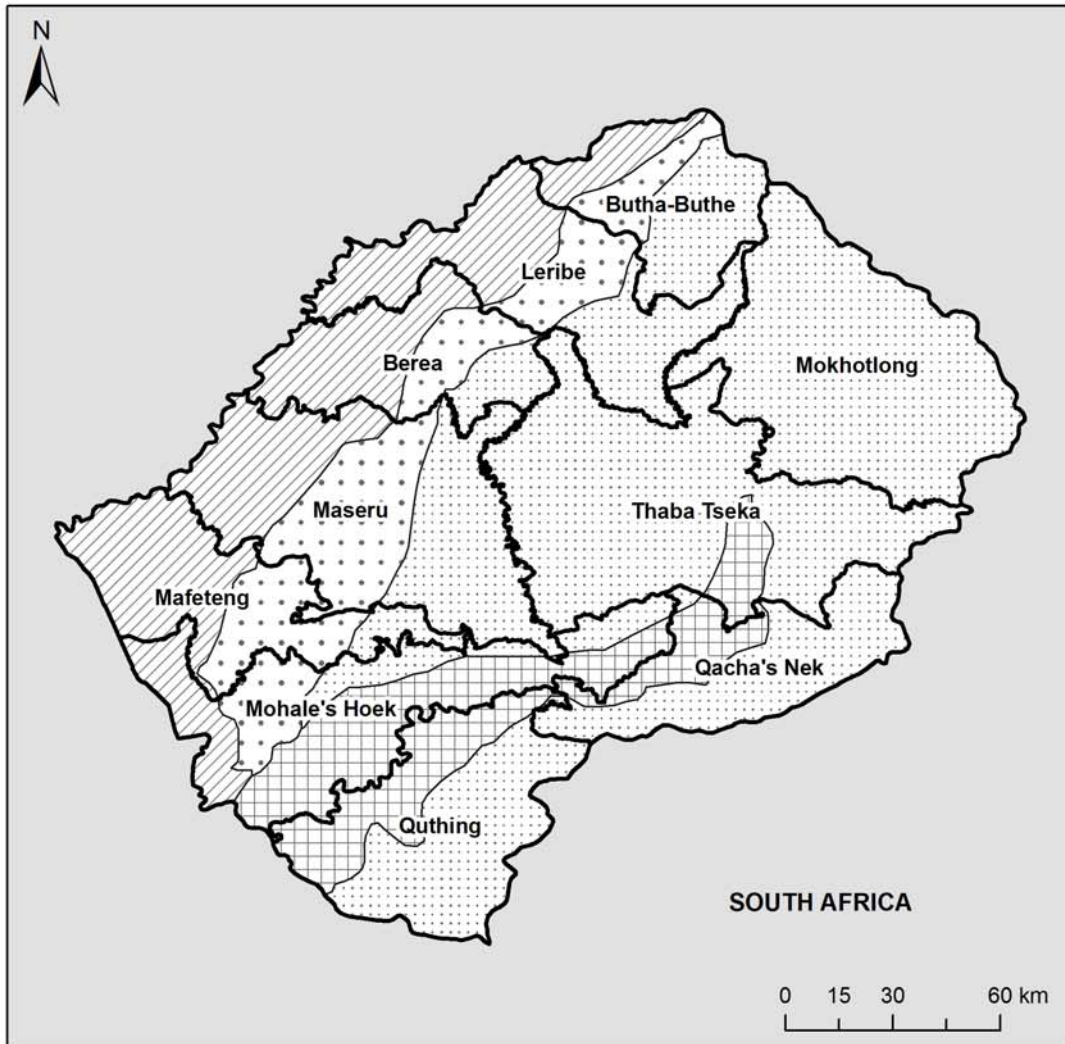 N
Butha-Buthe
Leribe
Berea
Mokhotlong
Maseru
Thaba Tseka
Mafeteng
Qacha's Nek
Mohale's Hoek
Quthing
SOUTH AFRICA
0 15 30 60 km